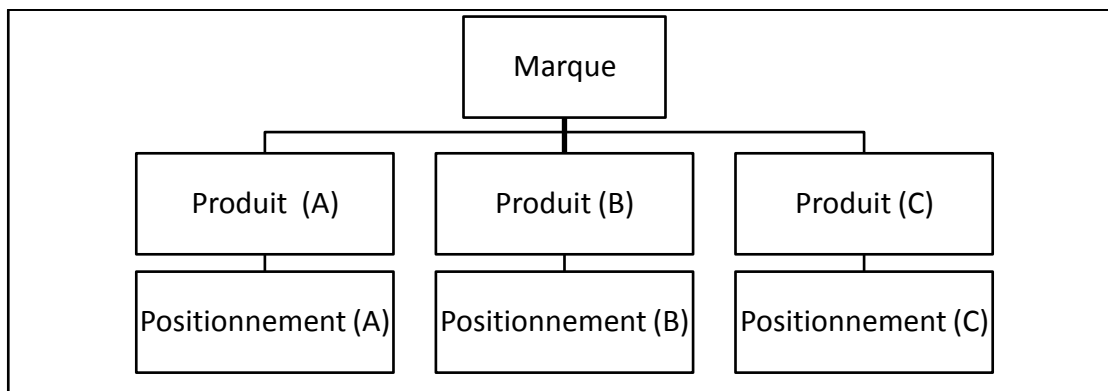 Marque
Produit (A)
Produit (B)
Produit (C)
Positionnement (A)
Positionnement (B)
Positionnement (C)